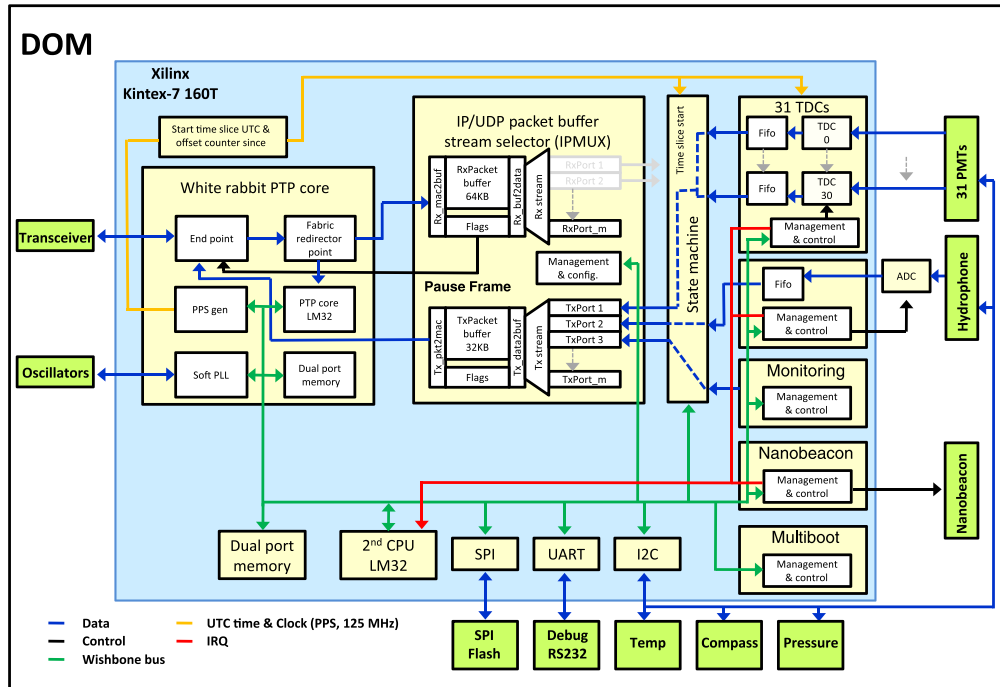 DOM
Xilinx
Kintex-7 160T
Start time slice UTC &
offset counter since
White rabbit PTP core
End point
Fabric
redirector
point
PPS gen
PTP core
LM32
Soft PLL
Dual port
memory
Transceiver
Oscillators
IP/UDP packet buffer
stream selector (IPMUX)
Rx_mac2buf
RxPacket
buffer
64KB
Flags
Rx_buf2data
Rx stream
RxPort 1
RxPort 2
RxPort_m
Management
& config.
Pause Frame
Tx_pkt2mac
TxPacket
buffer
32KB
Flags
Tx_data2buf
Tx stream
TxPort 1
TxPort 2
TxPort 3
TxPort_m
Time slice start
State machine
31 TDCs
Fifo
TDC
0
Fifo
TDC
30
Management
& control
Fifo
Management
& control
ADC
Monitoring
Management
& control
Nanobeacon
Management
& control
Multiboot
Management
& control
31 PMTs
Hydrophone
Nanobeacon
Dual port
memory
2nd CPU
LM32
SPI
UART
I2C
SPI
Flash
Debug
RS232
Temp
Compass
Pressure
Data
Control
Wishbone bus
UTC time & Clock (PPS, 125 MHz)
IRQ